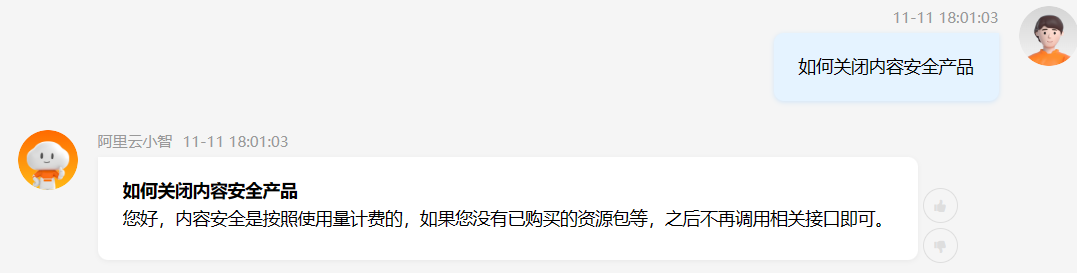 11-11 18:01:03
如何关闭内容安全产品
阿里云小智 11-11 18:01:03
如何关闭内容安全产品
您好，内容安全是按照使用量计费的，如果您没有已购买的资源包等，之后不再调用相关接口即可。